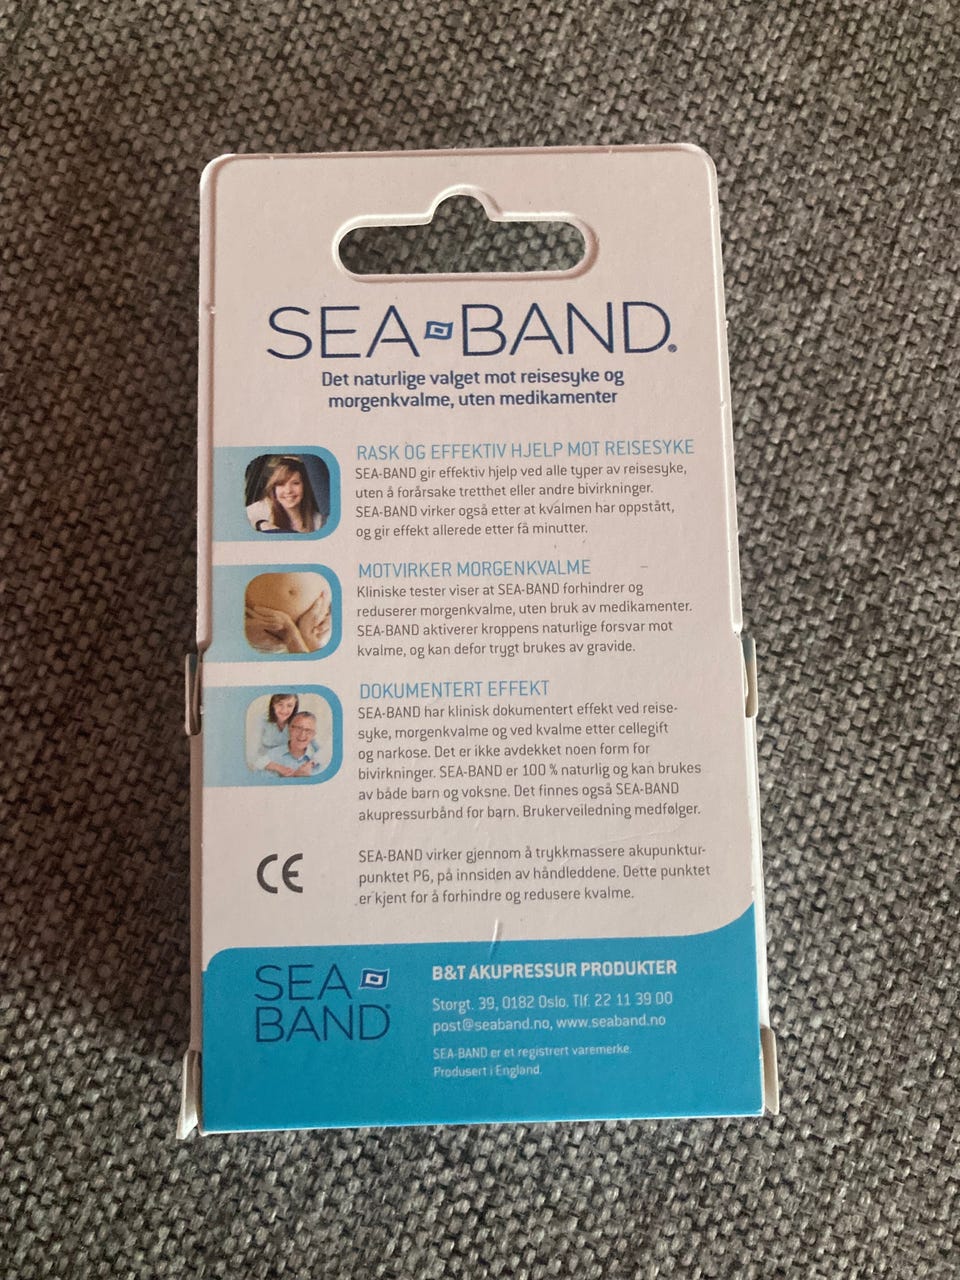 SEA-BAND®
Det naturlige valget mot reisesyke og
morgenkvalme, uten medikamenter
RASK OG EFFEKTIV HJELP MOT REISESYKE
SEA-BAND gir effektiv hjelp ved alle typer av reisesyke,
uten å forårsake tretthet eller andre bivirkninger.
SEA-BAND virker også etter at kvalmen har oppstått,
og gir effekt allerede etter få minutter.
MOTVIRKER MORGENKVALME
Kliniske tester viser at SEA-BAND forhindrer og
reduserer morgenkvalme, uten bruk av medikamenter.
SEA-BAND aktiverer kroppens naturlige forsvar mot
kvalme, og kan defor trygt brukes av gravide.
DOKUMENTERT EFFEKT
SEA-BAND har klinisk dokumentert effekt ved reise-
syke, morgenkvalme og ved kvalme etter cellegift
og narkose. Det er ikke avdekket noen form for
bivirkninger. SEA-BAND er 100 % naturlig og kan brukes
av både barn og voksne. Det finnes også SEA-BAND
akupressurbånd for barn. Brukerveiledning medfølger.
CE
SEA-BAND virker gjennom å trykkmassere akupunktur-
punktet P6, på innsiden av håndleddene. Dette punktet
er kjent for å forhindre og redusere kvalme.
SEA
BAND®
B&T AKUPRESSUR PRODUKTER
Storgt. 39, 0182 Oslo. Tlf. 22 11 39 00
post@seaband.no, www.seaband.no
SEA-BAND er et registrert varemerke.
Produsert i England.